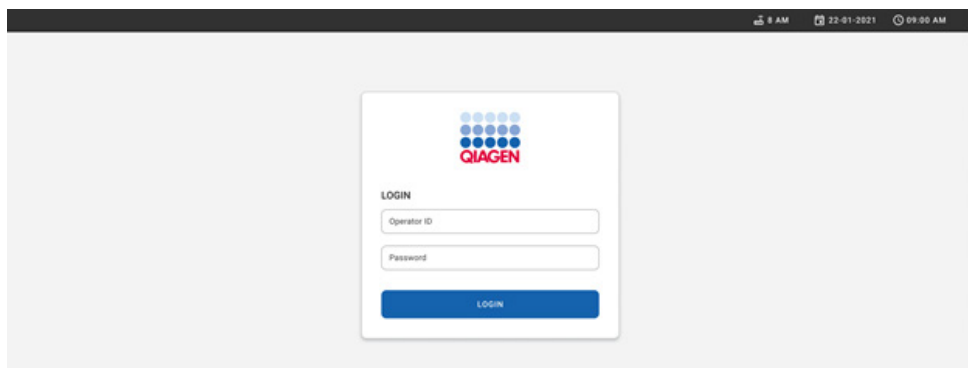 8 AM 22-01-2021 09:00 AM
QIAGEN
LOGIN
Operator ID
Password
LOGIN